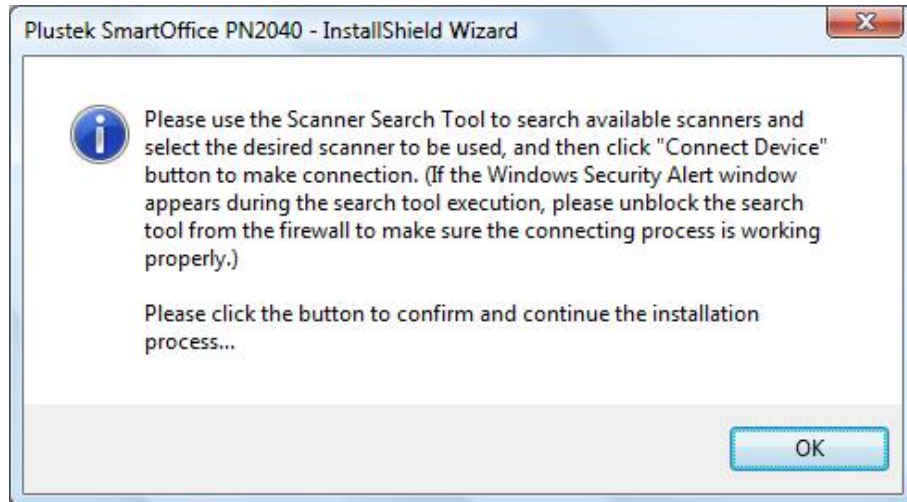 Plustek SmartOffice PN2040 - InstallShield Wizard
Please use the Scanner Search Tool to search available scanners and
select the desired scanner to be used, and then click "Connect Device"
button to make connection. (If the Windows Security Alert window
appears during the search tool execution, please unblock the search
tool from the firewall to make sure the connecting process is working
properly.)
Please click the button to confirm and continue the installation
process...
OK